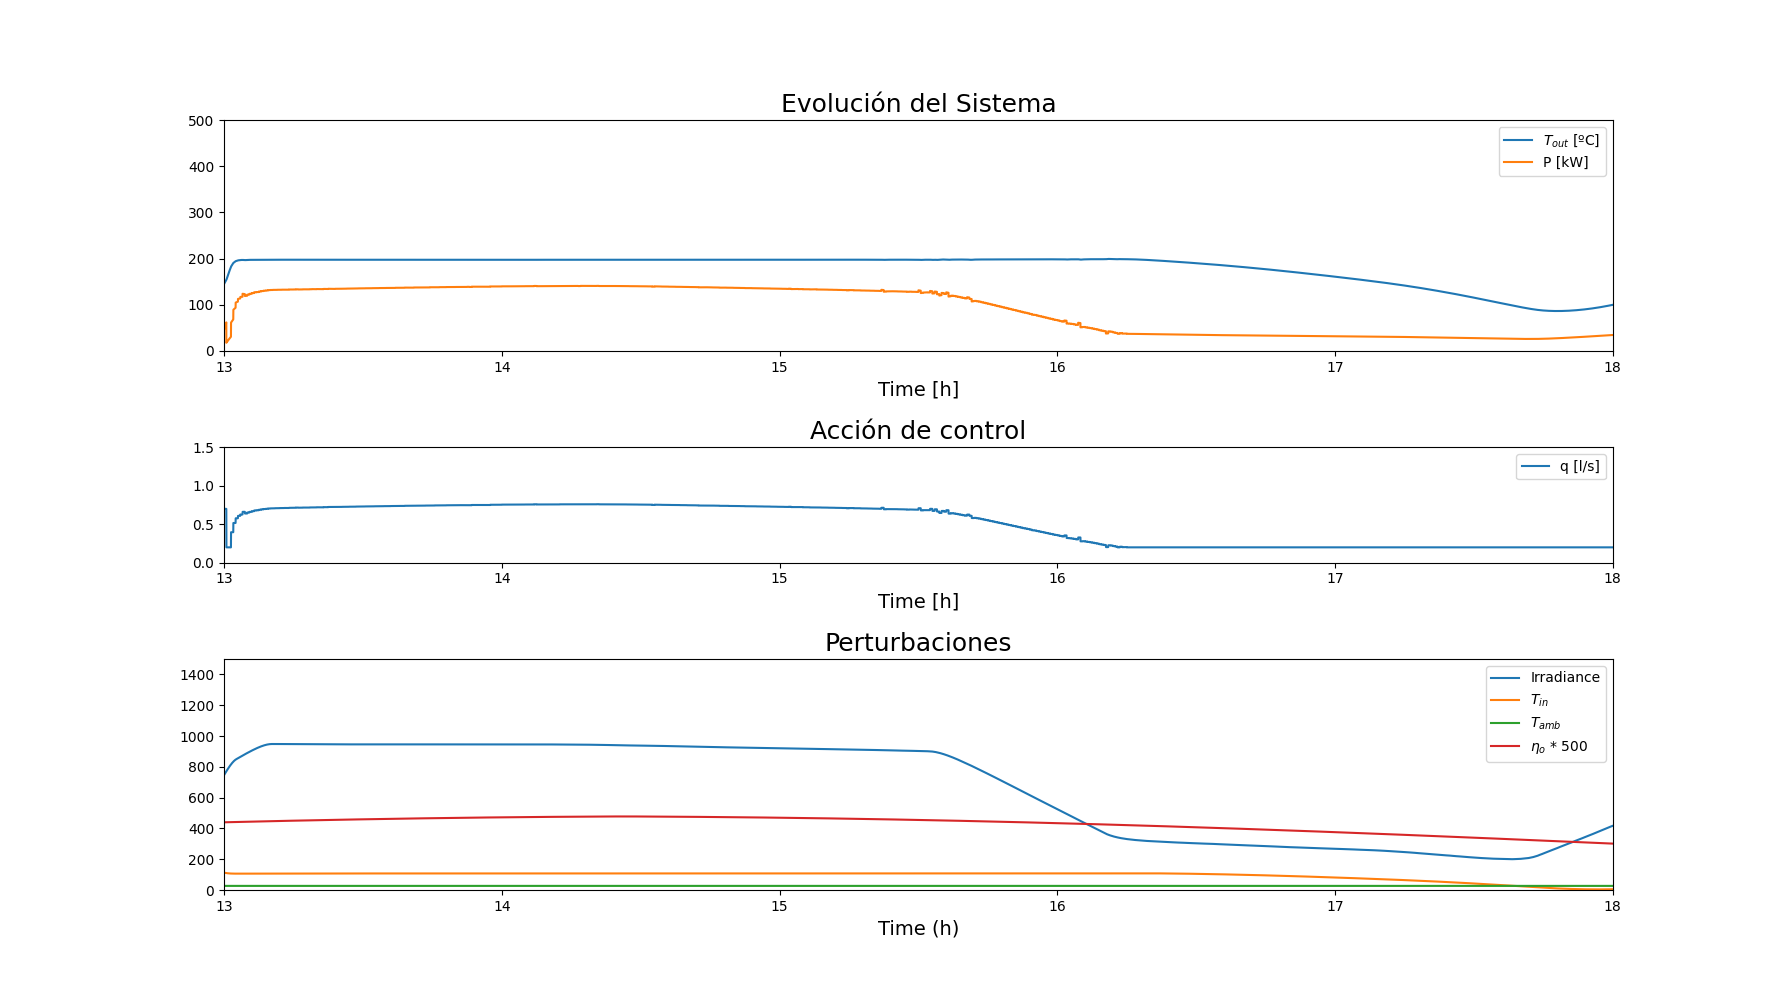 Evolución del Sistema
500
400
300
200
100
0
T_out [ºC]
P [kW]
13 14 15 16 17 18
Time [h]
Acción de control
1.5
1.0
0.5
0.0
q [l/s]
13 14 15 16 17 18
Time [h]
Perturbaciones
1400
1200
1000
800
600
400
200
0
Irradiance
T_in
T_amb
η_o * 500
13 14 15 16 17 18
Time (h)